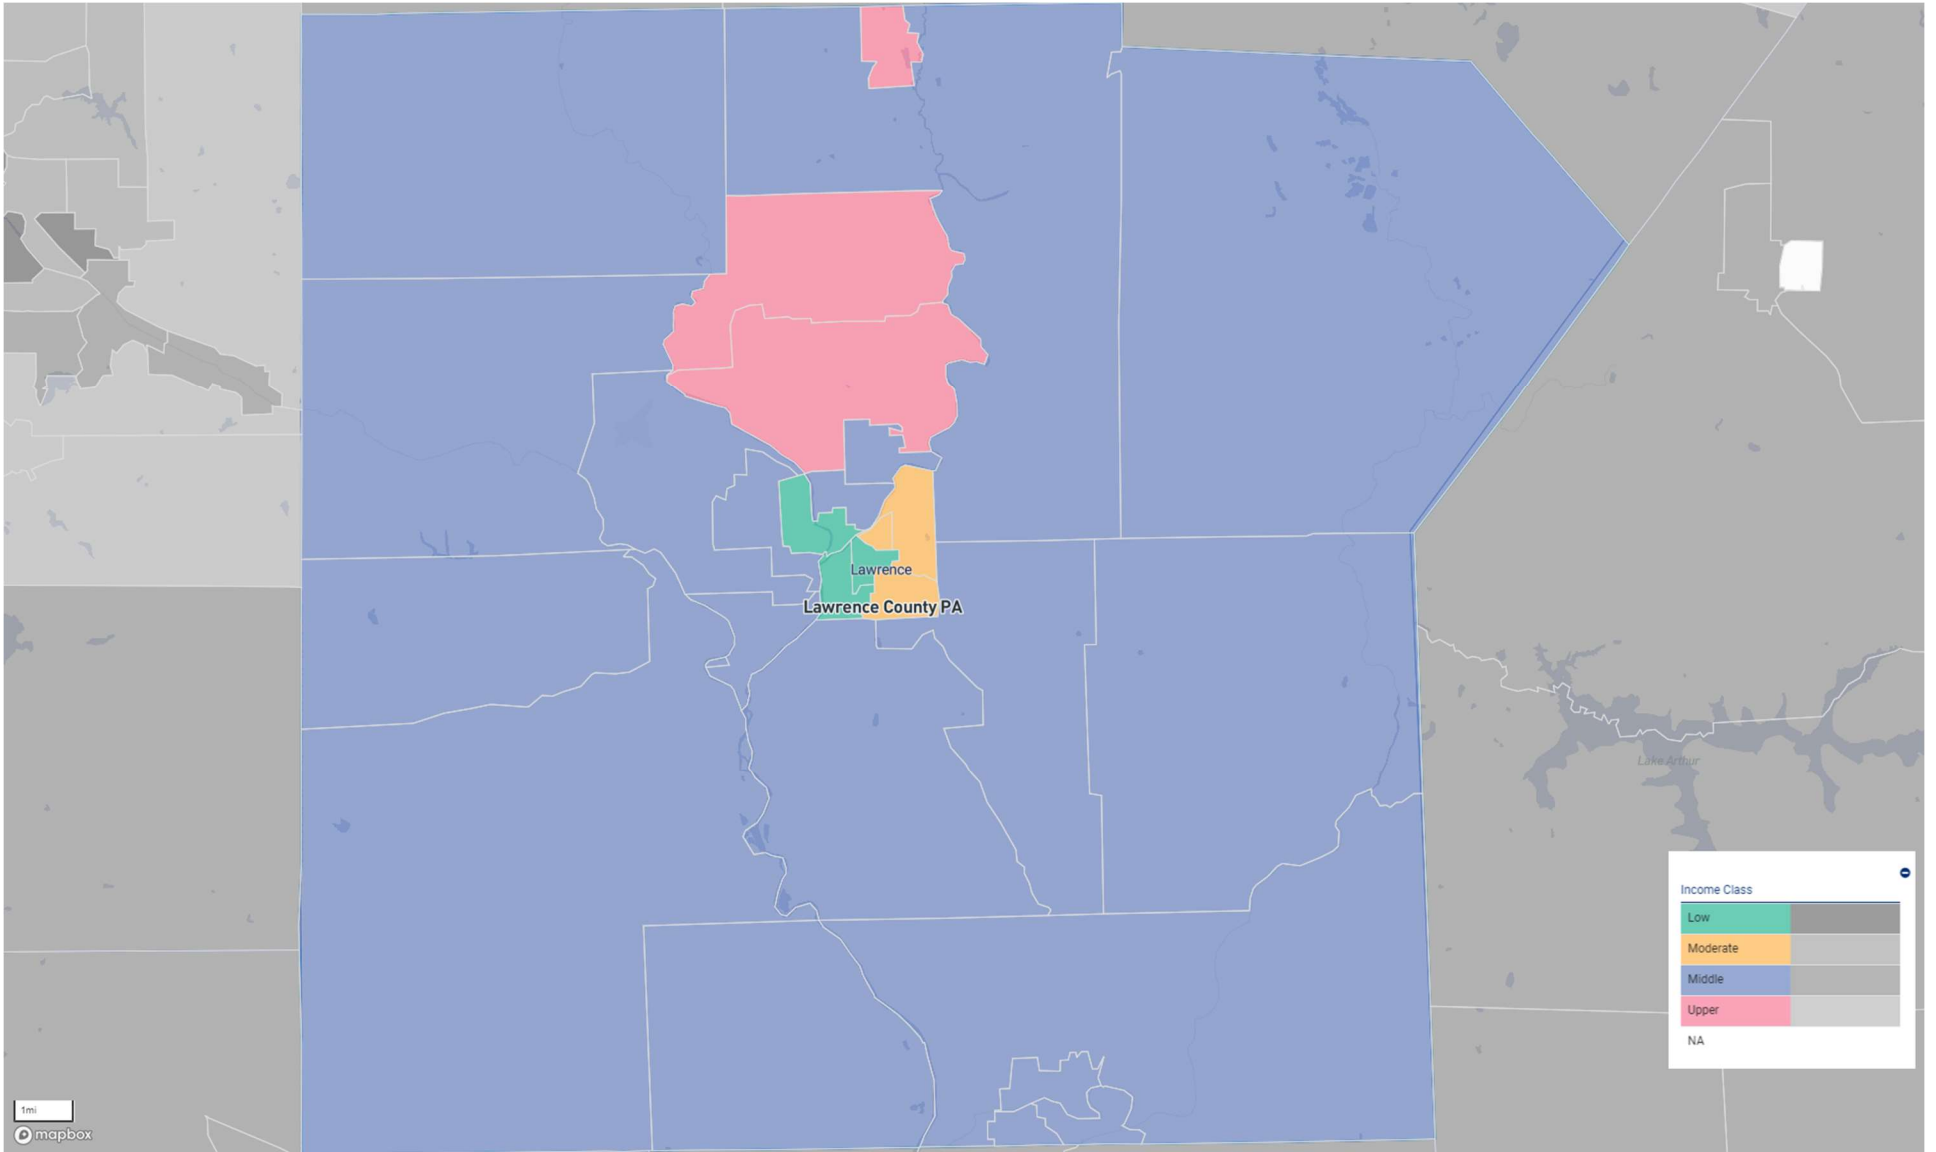 Lawrence
Lawrence County PA
Lake Arthur
Income Class
Low
Moderate
Middle
Upper
NA
1mi
mapbox